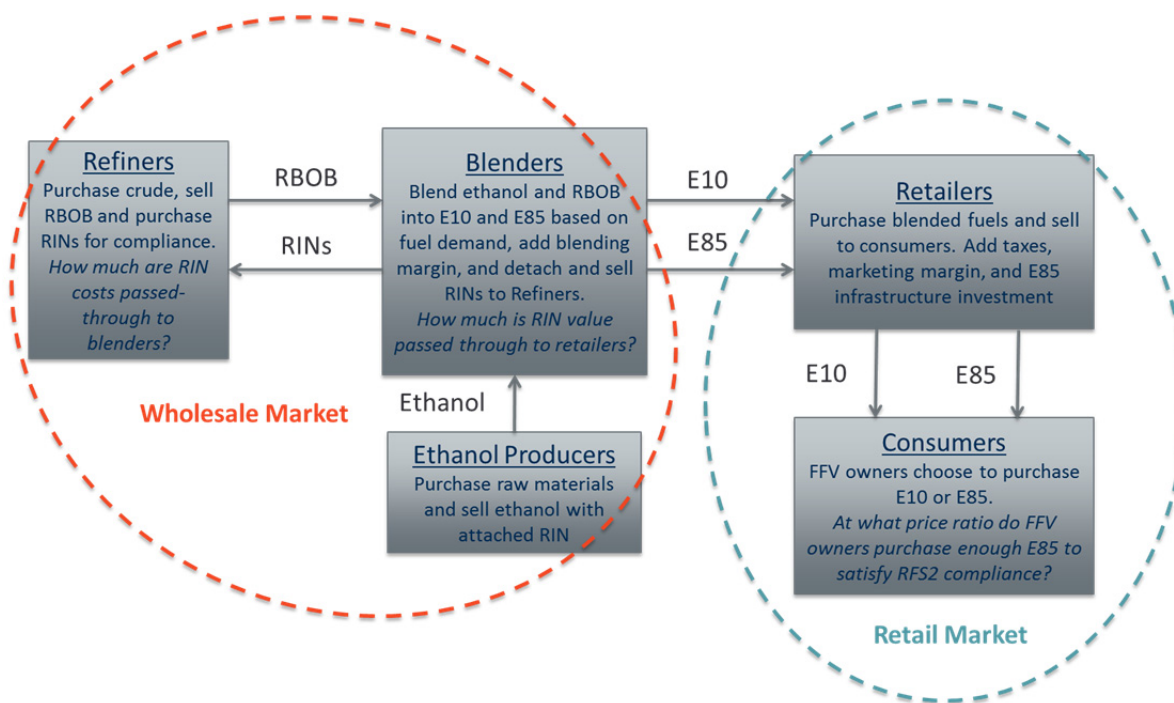 Refiners
Purchase crude, sell
RBOB and purchase
RINs for compliance.
How much are RIN
costs passed-
through to
blenders?
RBOB
RINs
Blenders
Blend ethanol and RBOB
into E10 and E85 based on
fuel demand, add blending
margin, and detach and sell
RINs to Refiners.
How much is RIN value
passed through to retailers?
E10
E85
Retailers
Purchase blended fuels and sell
to consumers. Add taxes,
marketing margin, and E85
infrastructure investment
Wholesale Market
Ethanol
Ethanol Producers
Purchase raw materials
and sell ethanol with
attached RIN
E10
E85
Consumers
FFV owners choose to purchase
E10 or E85.
At what price ratio do FFV
owners purchase enough E85 to
satisfy RFS2 compliance?
Retail Market